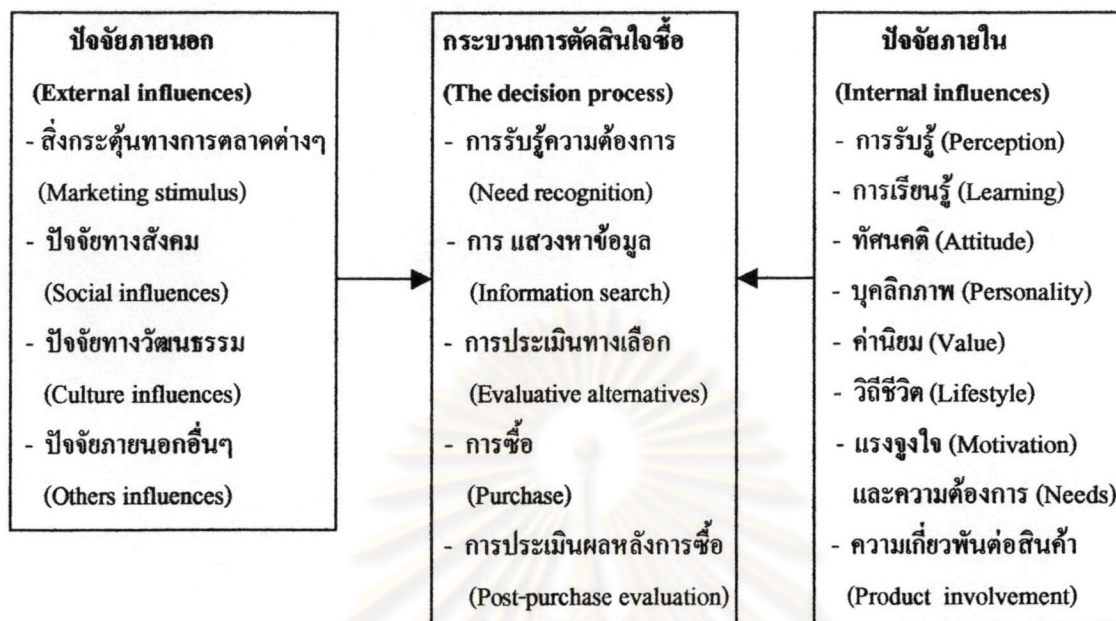 ปัจจัยภายนอก
(External influences)
- สิ่งกระตุ้นทางการตลาดต่างๆ
(Marketing stimulus)
- ปัจจัยทางสังคม
(Social influences)
- ปัจจัยทางวัฒนธรรม
(Culture influences)
- ปัจจัยภายนอกอื่นๆ
(Others influences)
กระบวนการตัดสินใจซื้อ
(The decision process)
- การรับรู้ความต้องการ
(Need recognition)
- การ แสวงหาข้อมูล
(Information search)
- การประเมินทางเลือก
(Evaluative alternatives)
- การซื้อ
(Purchase)
- การประเมินผลหลังการซื้อ
(Post-purchase evaluation)
ปัจจัยภายใน
(Internal influences)
- การรับรู้ (Perception)
- การเรียนรู้ (Learning)
- ทัศนคติ (Attitude)
- บุคลิกภาพ (Personality)
- ค่านิยม (Value)
- วิถีชีวิต (Lifestyle)
- แรงจูงใจ (Motivation)
และความต้องการ (Needs)
- ความเกี่ยวพันต่อสินค้า
(Product involvement)